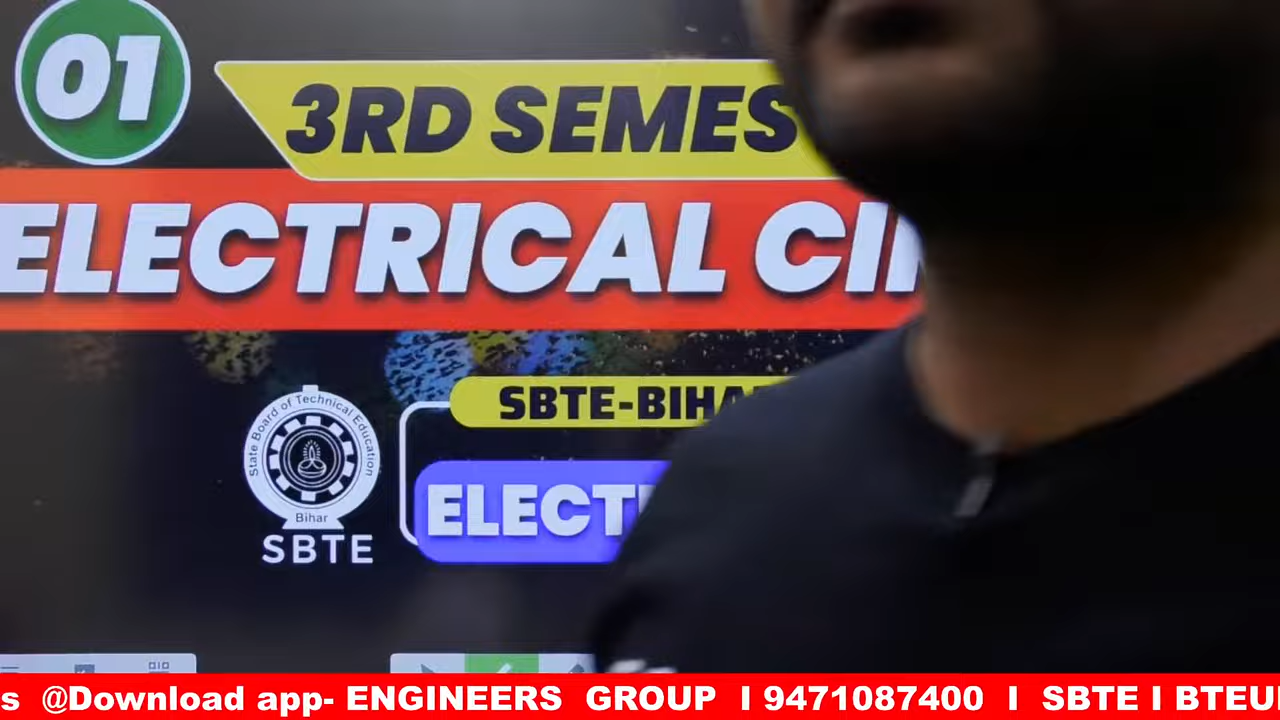 01
3RD SEMES
ELECTRICAL CI
SBTE-BIHA
State Board of Technical Education
Bihar
SBTE
ELECT
s @Download app- ENGINEERS GROUP I 9471087400 I SBTE I BTEU